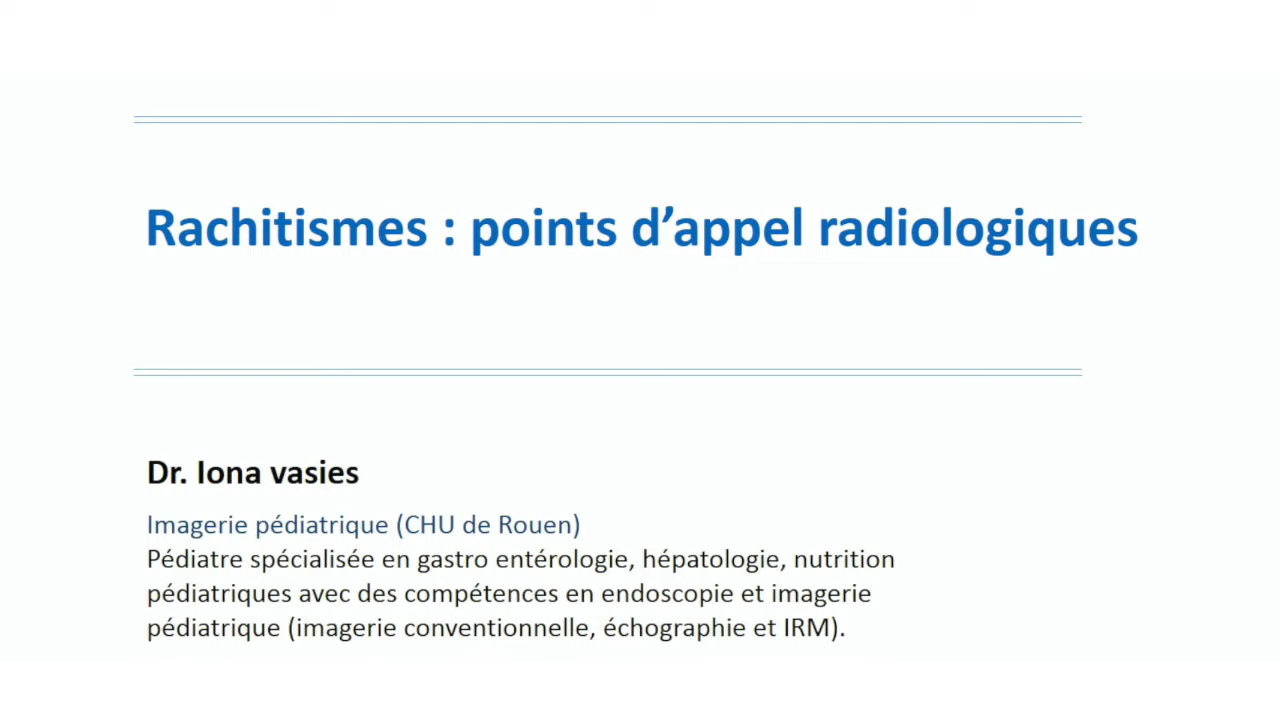 Rachitismes : points d’appel radiologiques
Dr. Iona vasies
Imagerie pédiatrique (CHU de Rouen)
Pédiatre spécialisée en gastro entérologie, hépatologie, nutrition
pédiatriques avec des compétences en endoscopie et imagerie
pédiatrique (imagerie conventionnelle, échographie et IRM).